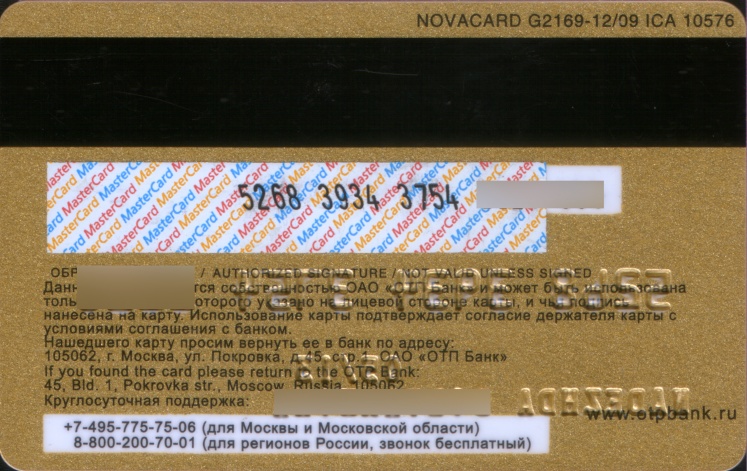 NOVACARD G2169-12/09 ICA 10576
MasterCard
5268 3934 3754
/ AUTHORIZED SIGNATURE / NOT VALID UNLESS SIGNED
собственностью ОАО «ОТП Банк» и может быть использована
которого указано на лицевой стороне карты, и чья подпись
нанесена на карту. Использование карты подтверждает согласие держателя карты с
условиями соглашения с банком.
Нашедшего карту просим вернуть ее в банк по адресу:
105062, г. Москва, ул. Покровка, д.45, стр.1, ОАО «ОТП Банк»
If you found the card please return to the OTP Bank:
45, Bld. 1, Pokrovka str., Moscow, Russia, 105062
Круглосуточная поддержка:
www.otpbank.ru
+7-495-775-75-06 (для Москвы и Московской области)
8-800-200-70-01 (для регионов России, звонок бесплатный)